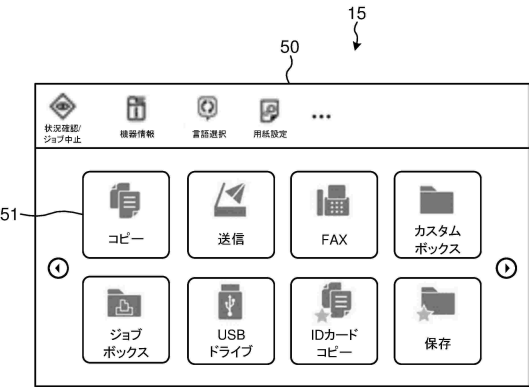 15
50
状況確認/
ジョブ中止
機器情報
言語選択
用紙設定
...
51
コピー
送信
FAX
カスタム
ボックス
ジョブ
ボックス
USB
ドライブ
IDカード
コピー
保存